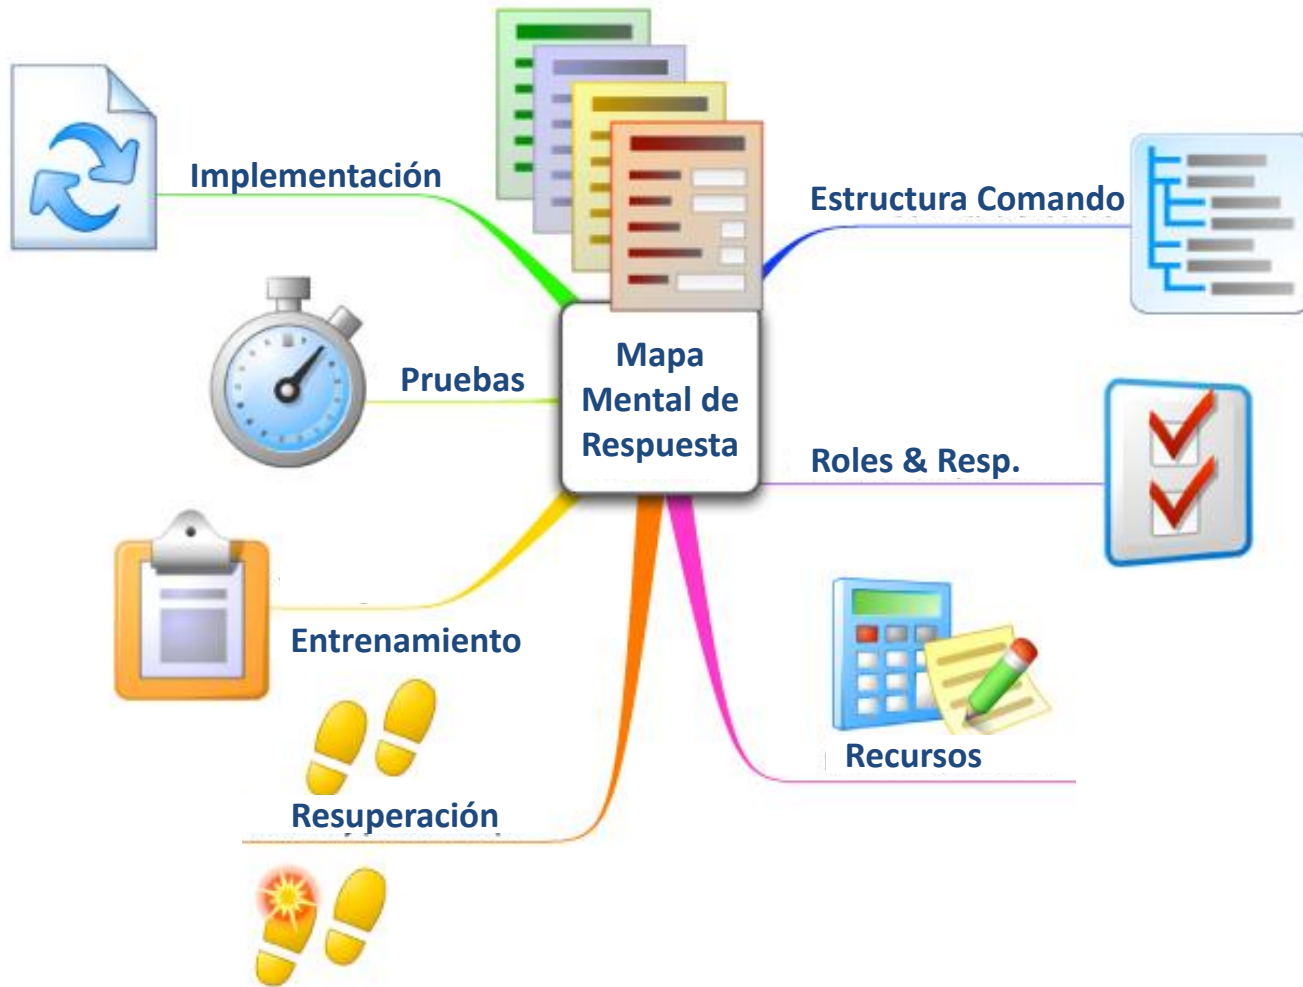 Implementación
Estructura Comando
Mapa
Mental de
Respuesta
Pruebas
Roles & Resp.
Entrenamiento
Recursos
Resuperación